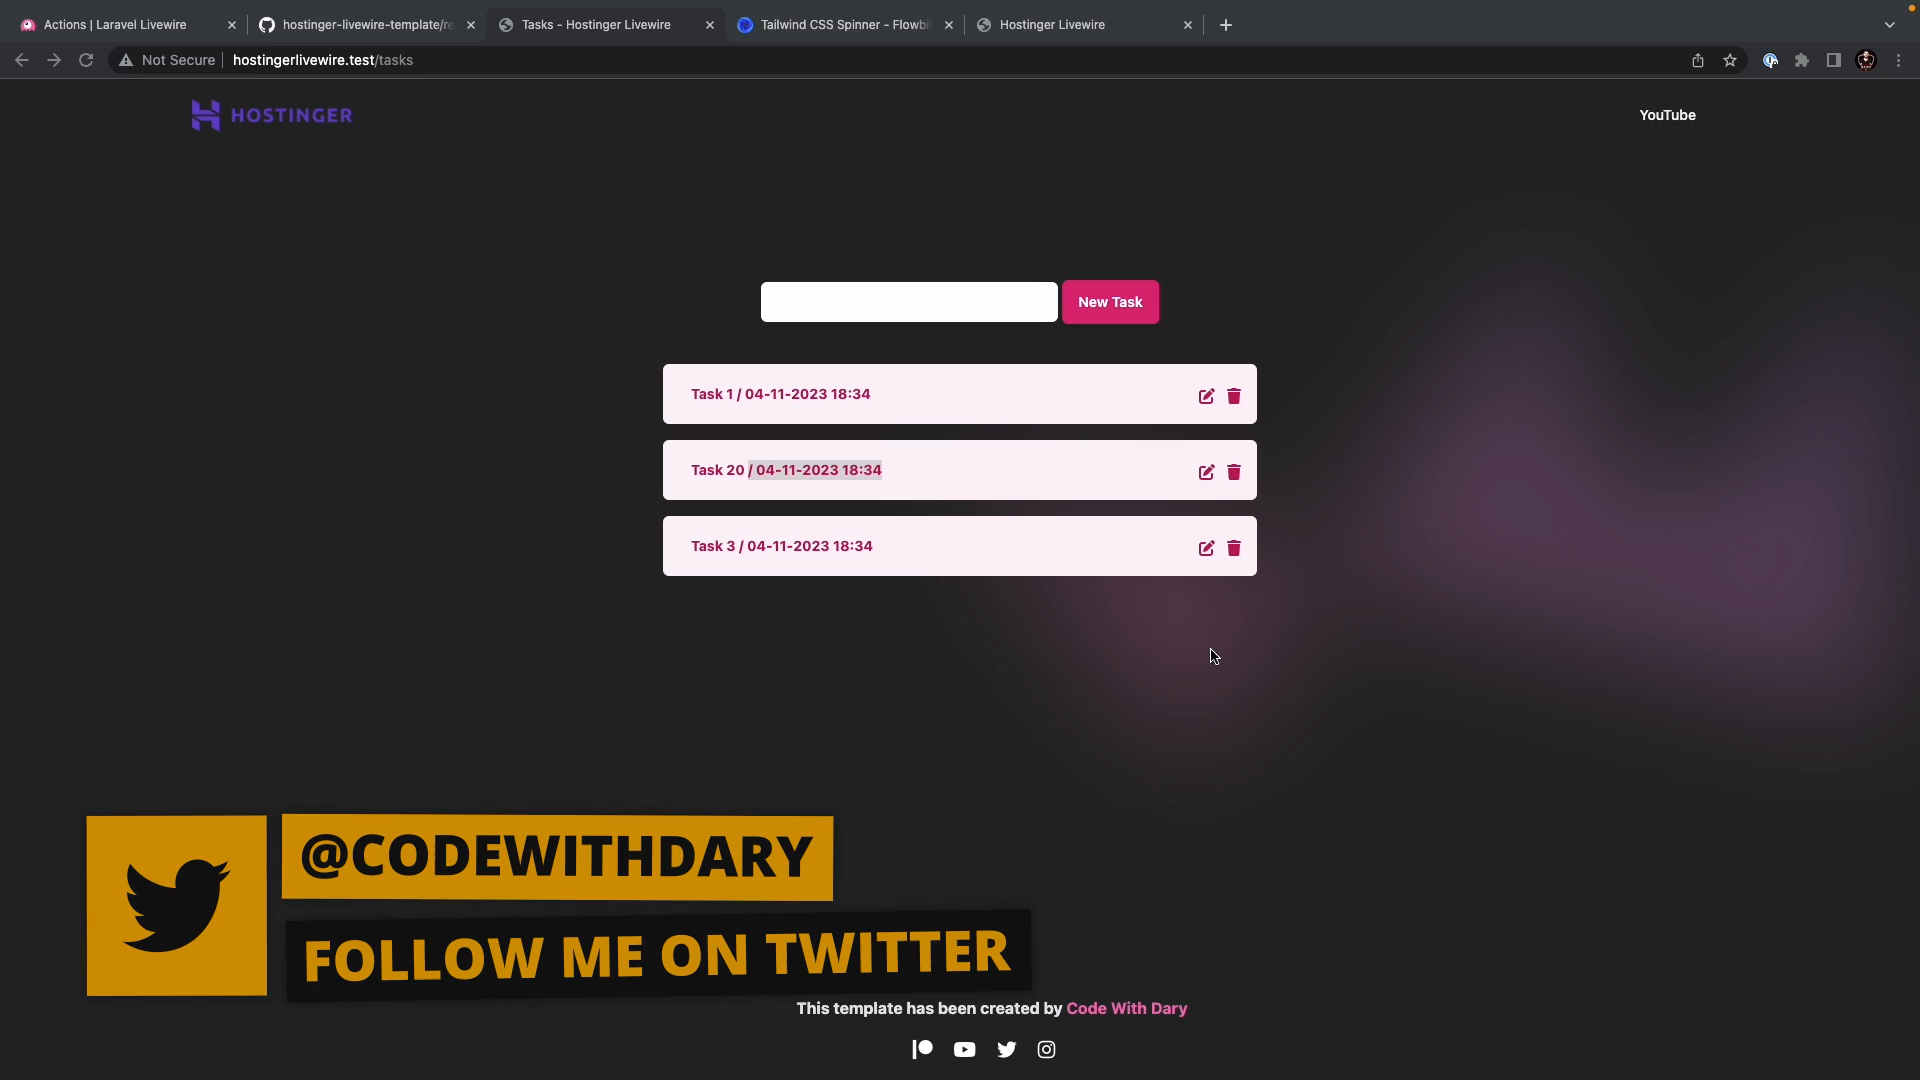 Actions | Laravel Livewire
hostinger-livewire-template/re
Tasks - Hostinger Livewire
Tailwind CSS Spinner - Flowbi
Hostinger Livewire
Not Secure
hostingerlivewire.test/tasks
HOSTINGER
YouTube
New Task
Task 1 / 04-11-2023 18:34
Task 20 / 04-11-2023 18:34
Task 3 / 04-11-2023 18:34
@CODEWITHDARY
FOLLOW ME ON TWITTER
This template has been created by Code With Dary